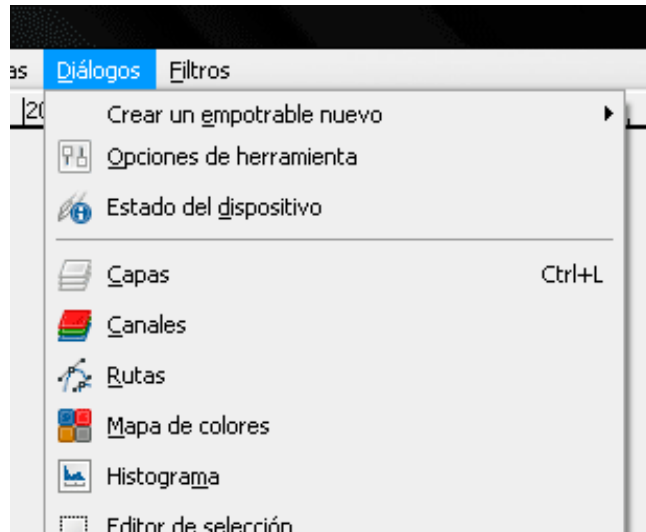 as Diálogos Filtros
20
Crear un empotrable nuevo
Opciones de herramienta
Estado del dispositivo
Capas Ctrl+L
Canales
Rutas
Mapa de colores
Histograma
Editor de selección